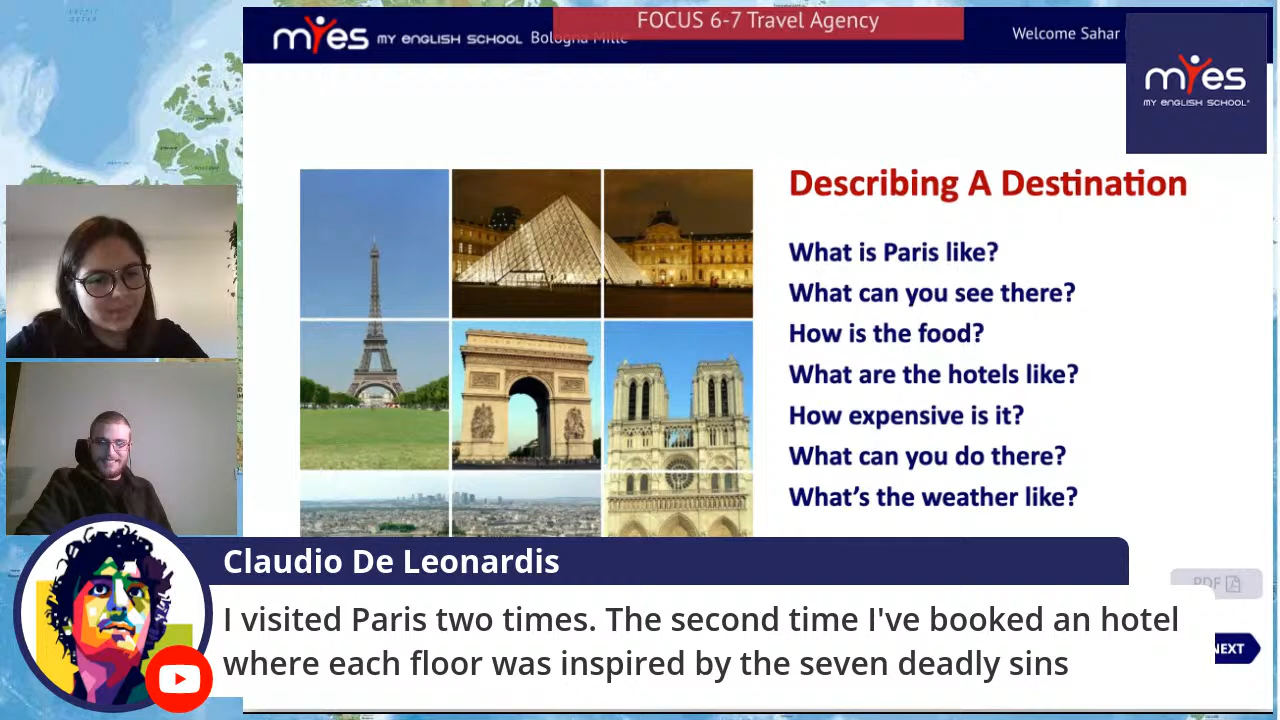 FOCUS 6-7 Travel Agency
myes MY ENGLISH SCHOOL Bologna Mille
Welcome Sahar
myes
MY ENGLISH SCHOOL
Describing A Destination
What is Paris like?
What can you see there?
How is the food?
What are the hotels like?
How expensive is it?
What can you do there?
What's the weather like?
Claudio De Leonardis
PDF
I visited Paris two times. The second time I've booked an hotel
where each floor was inspired by the seven deadly sins
NEXT